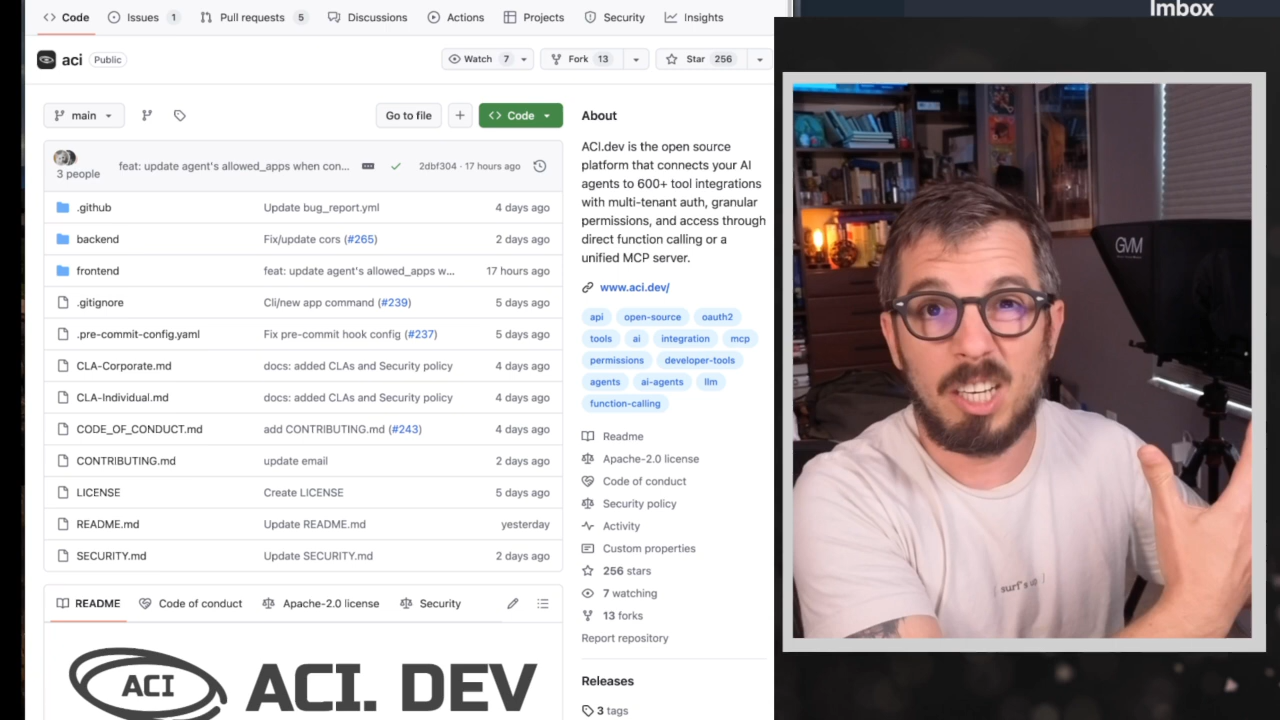 Imbox
Code
Issues 1
Pull requests 5
Discussions
Actions
Projects
Security
Insights
aci Public
Watch 7
Fork 13
Star 256
main
Go to file
Code
3 people
feat: update agent's allowed_apps when con...
2dbf304 · 17 hours ago
.github Update bug_report.yml 4 days ago
backend Fix/update cors (#265) 2 days ago
frontend feat: update agent's allowed_apps w... 17 hours ago
.gitignore Cli/new app command (#239) 5 days ago
.pre-commit-config.yaml Fix pre-commit hook config (#237) 5 days ago
CLA-Corporate.md docs: added CLAs and Security policy 4 days ago
CLA-Individual.md docs: added CLAs and Security policy 4 days ago
CODE_OF_CONDUCT.md add CONTRIBUTING.md (#243) 4 days ago
CONTRIBUTING.md update email 2 days ago
LICENSE Create LICENSE 5 days ago
README.md Update README.md yesterday
SECURITY.md Update SECURITY.md 2 days ago
README
Code of conduct
Apache-2.0 license
Security
ACI
ACI. DEV
About
ACI.dev is the open source
platform that connects your AI
agents to 600+ tool integrations
with multi-tenant auth, granular
permissions, and access through
direct function calling or a
unified MCP server.
www.aci.dev/
api open-source oauth2
tools ai integration mcp
permissions developer-tools
agents ai-agents llm
function-calling
Readme
Apache-2.0 license
Code of conduct
Security policy
Activity
Custom properties
256 stars
7 watching
13 forks
Report repository
Releases
3 tags
GVM